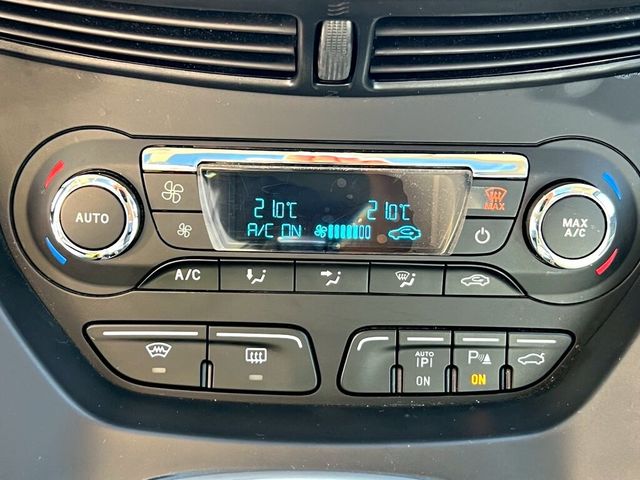 21.0°C 21.0°C
A/C ON
AUTO
MAX
MAX A/C
A/C
AUTO
P
P
ON
ON